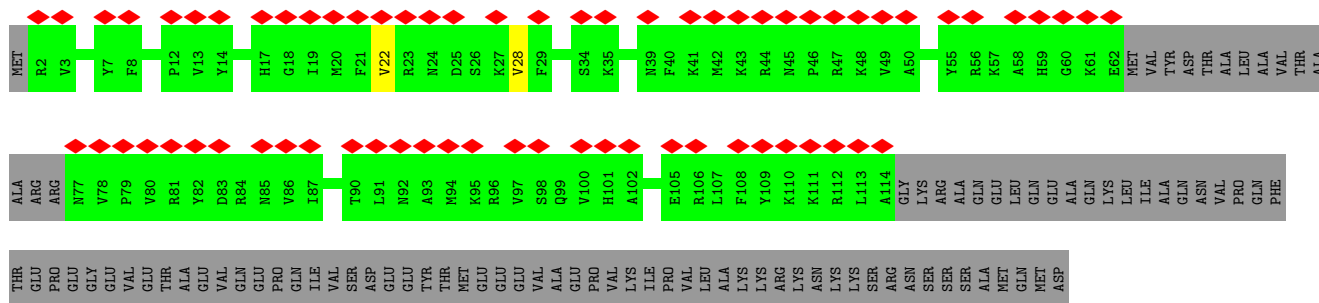 MET R2 V3 Y7 F8 P12 V13 Y14 H17 G18 I19 M20 F21 V22 R23 N24 D25 S26 K27 V28 F29 S34 K35 N39 F40 K41 M42 K43 R44 N45 P46 R47 K48 V49 A50 Y55 R56 K57 A58 H59 G60 K61 E62 MET VAL TYR ASP THR ALA LEU ALA VAL THR ALA
ALA ARG ARG N77 V78 P79 V80 R81 Y82 D83 R84 N85 V86 I87 T90 L91 N92 A93 M94 K95 R96 V97 S98 Q99 V100 H101 A102 E105 R106 L107 F108 Y109 K110 K111 R112 L113 A114 GLY LYS ARG ALA GLN GLU LEU GLN GLU ALA GLN LYS LEU ILE ALA GLN ASN VAL PRO GLN PHE
THR GLU PRO GLU GLY GLU VAL GLU THR ALA GLU VAL GLN GLU PRO GLN ILE VAL SER ASP GLU GLU TYR THR MET GLU GLU GLU VAL ALA GLU PRO VAL LYS ILE PRO VAL LEU ALA LYS LYS ARG LYS ASN LYS LYS SER ARG ASN SER SER SER ALA MET GLN MET ASP